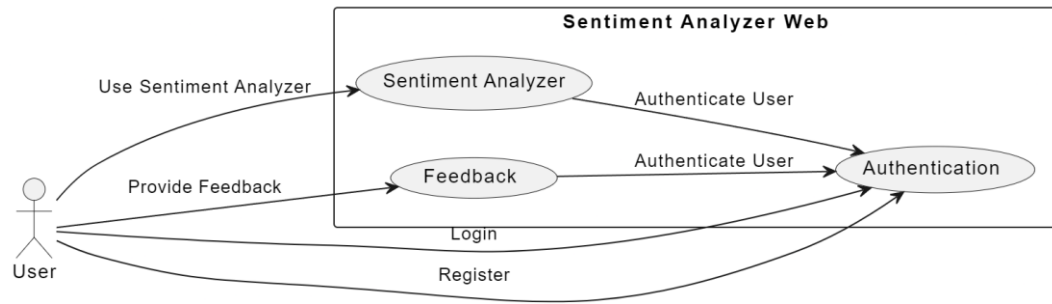 Sentiment Analyzer Web
Sentiment Analyzer
Use Sentiment Analyzer
Authenticate User
Authenticate User
Authentication
Feedback
Provide Feedback
Login
User
Register